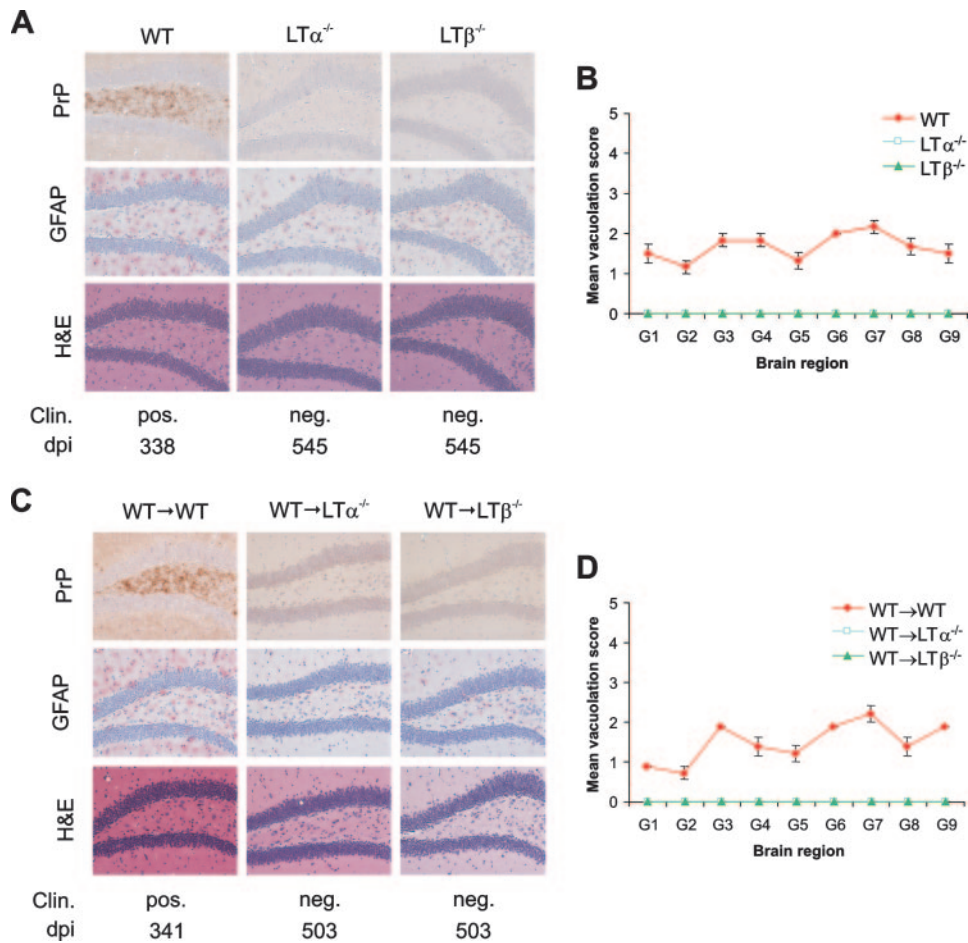 A
WT LTα-/- LTβ-/-
PrP
GFAP
H&E
Clin. pos. neg. neg.
dpi 338 545 545
B
Mean vacuolation score
5
4
3
2
1
0
WT
LTα-/-
LTβ-/-
G1 G2 G3 G4 G5 G6 G7 G8 G9
Brain region
C
WT→WT WT→LTα-/- WT→LTβ-/-
PrP
GFAP
H&E
Clin. pos. neg. neg.
dpi 341 503 503
D
Mean vacuolation score
5
4
3
2
1
0
WT→WT
WT→LTα-/-
WT→LTβ-/-
G1 G2 G3 G4 G5 G6 G7 G8 G9
Brain region